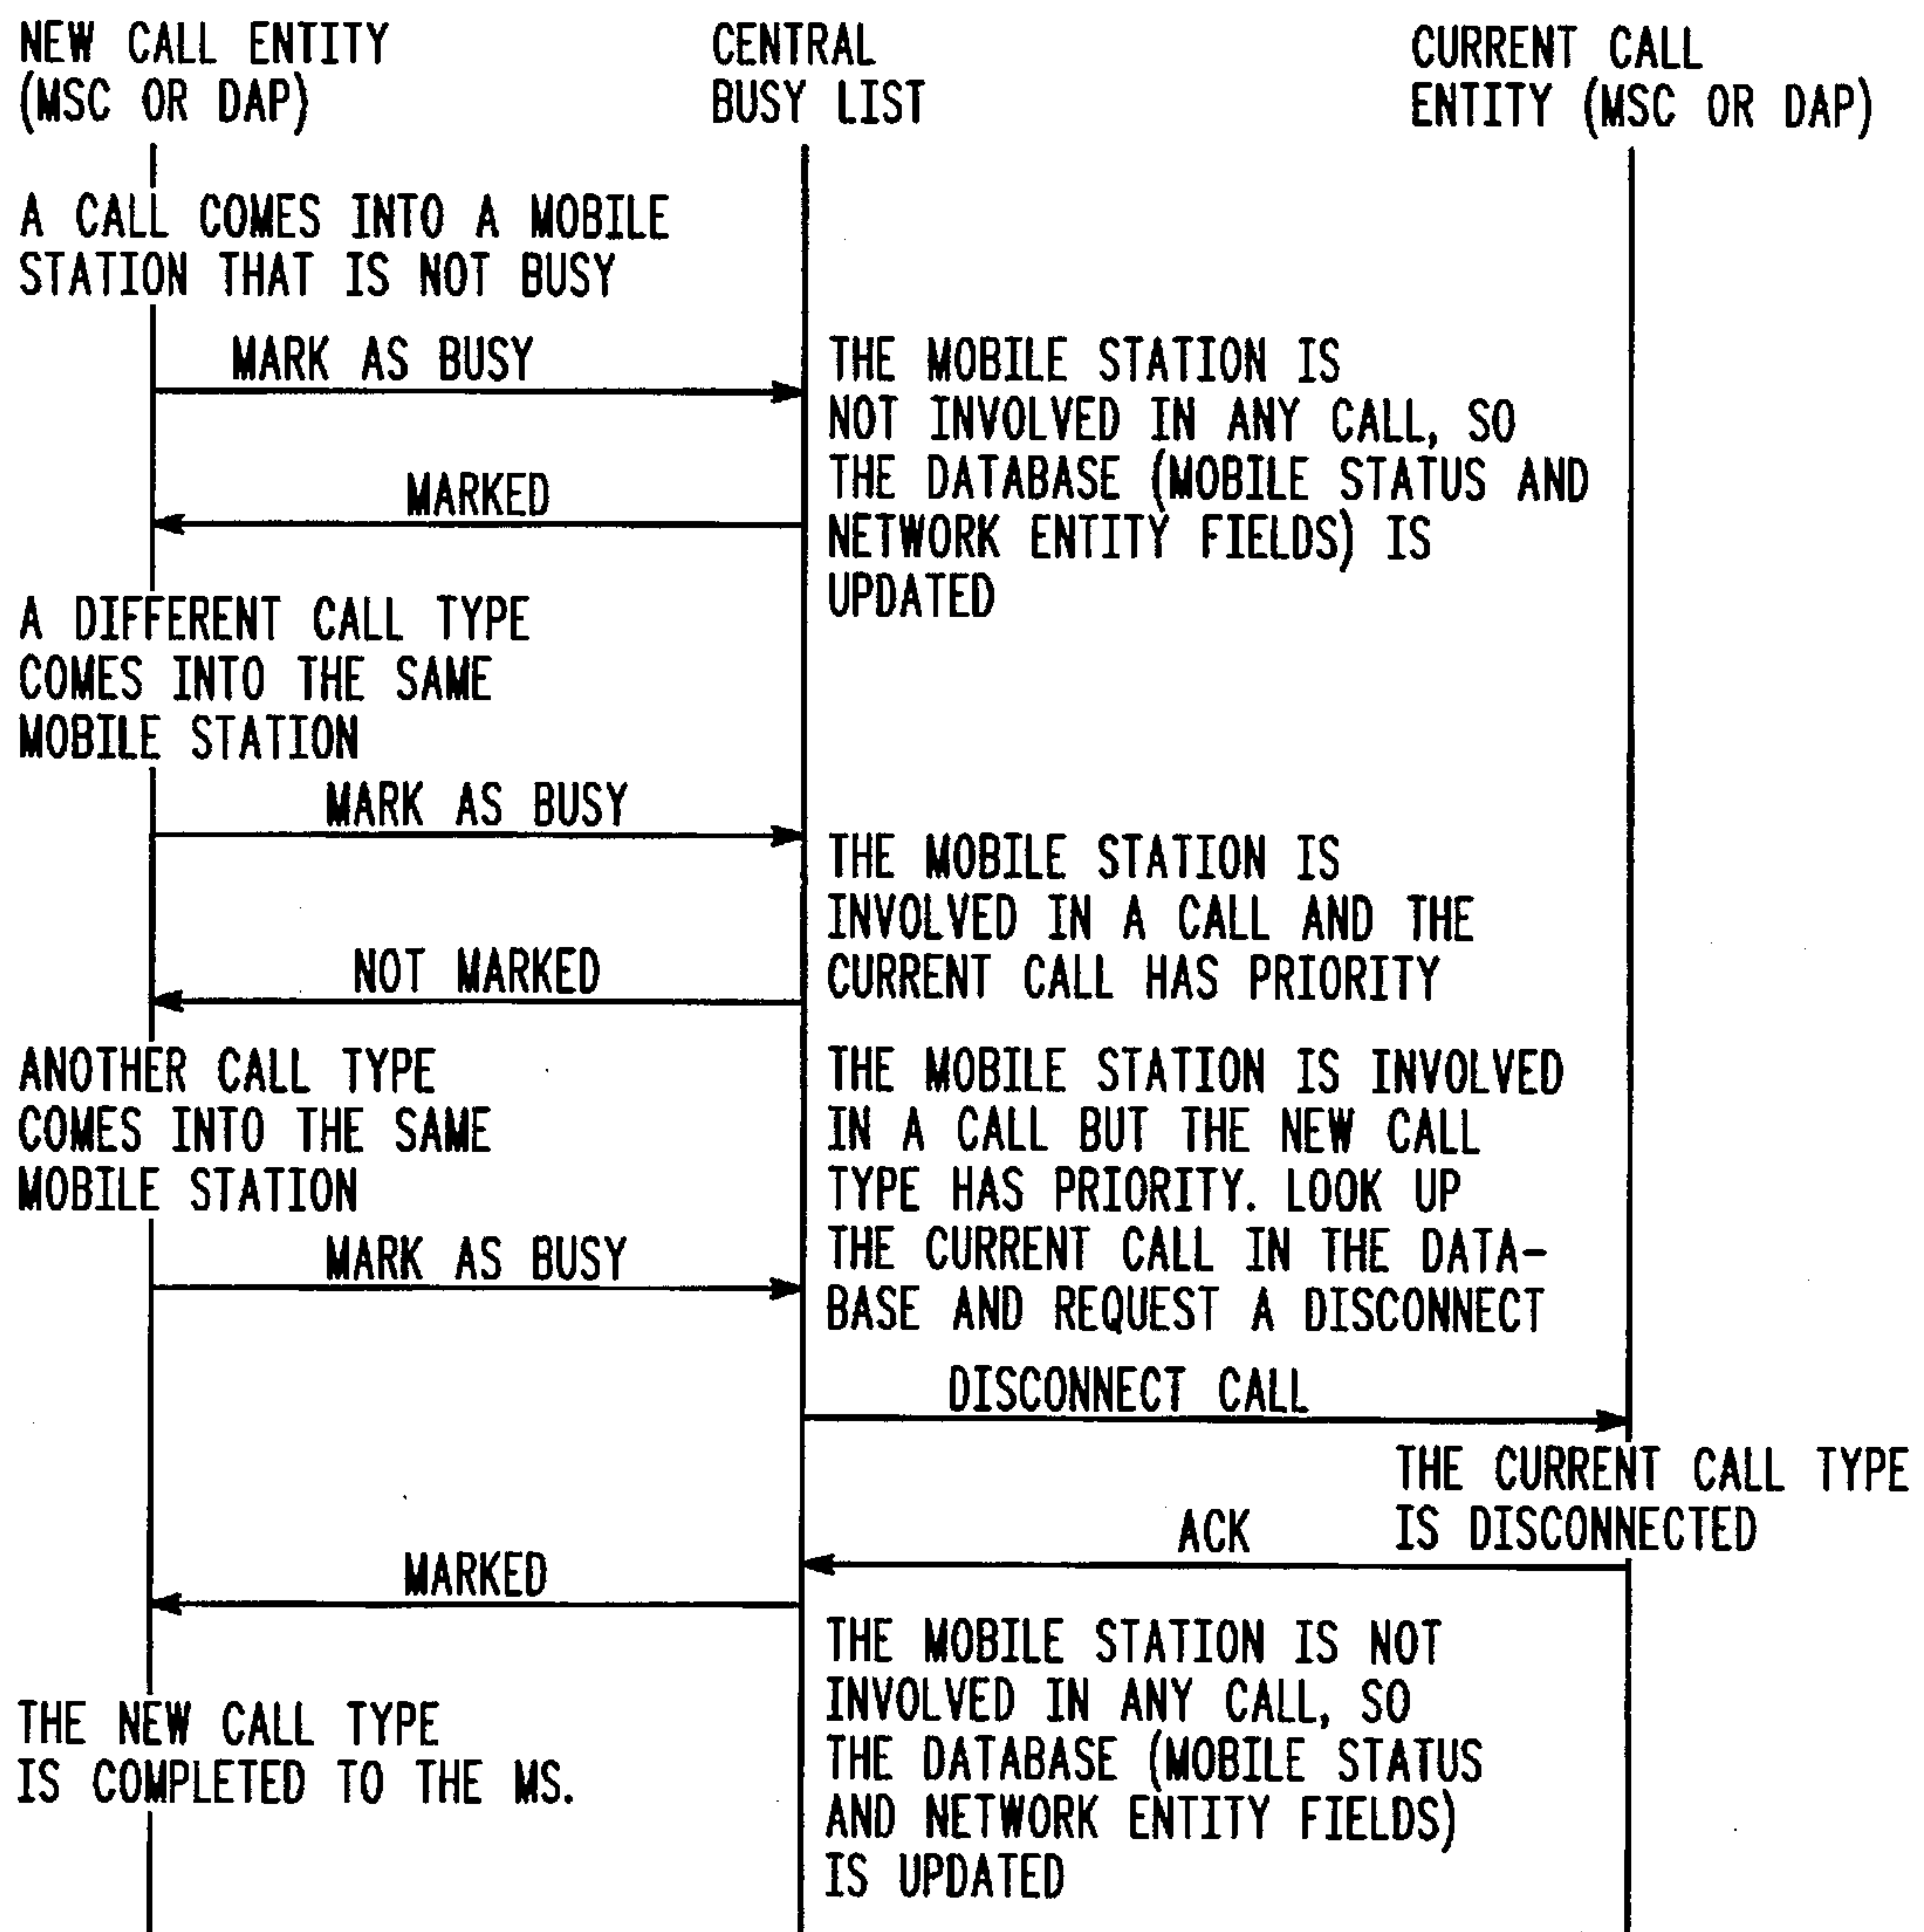 NEW CALL ENTITY
(MSC OR DAP)
CENTRAL
BUSY LIST
CURRENT CALL
ENTITY (MSC OR DAP)
A CALL COMES INTO A MOBILE
STATION THAT IS NOT BUSY
MARK AS BUSY
THE MOBILE STATION IS
NOT INVOLVED IN ANY CALL, SO
THE DATABASE (MOBILE STATUS AND
NETWORK ENTITY FIELDS) IS
UPDATED
MARKED
A DIFFERENT CALL TYPE
COMES INTO THE SAME
MOBILE STATION
MARK AS BUSY
THE MOBILE STATION IS
INVOLVED IN A CALL AND THE
CURRENT CALL HAS PRIORITY
NOT MARKED
ANOTHER CALL TYPE
COMES INTO THE SAME
MOBILE STATION
THE MOBILE STATION IS INVOLVED
IN A CALL BUT THE NEW CALL
TYPE HAS PRIORITY. LOOK UP
THE CURRENT CALL IN THE DATA-
BASE AND REQUEST A DISCONNECT
MARK AS BUSY
DISCONNECT CALL
THE CURRENT CALL TYPE
IS DISCONNECTED
ACK
MARKED
THE MOBILE STATION IS NOT
INVOLVED IN ANY CALL, SO
THE DATABASE (MOBILE STATUS
AND NETWORK ENTITY FIELDS)
IS UPDATED
THE NEW CALL TYPE
IS COMPLETED TO THE MS.